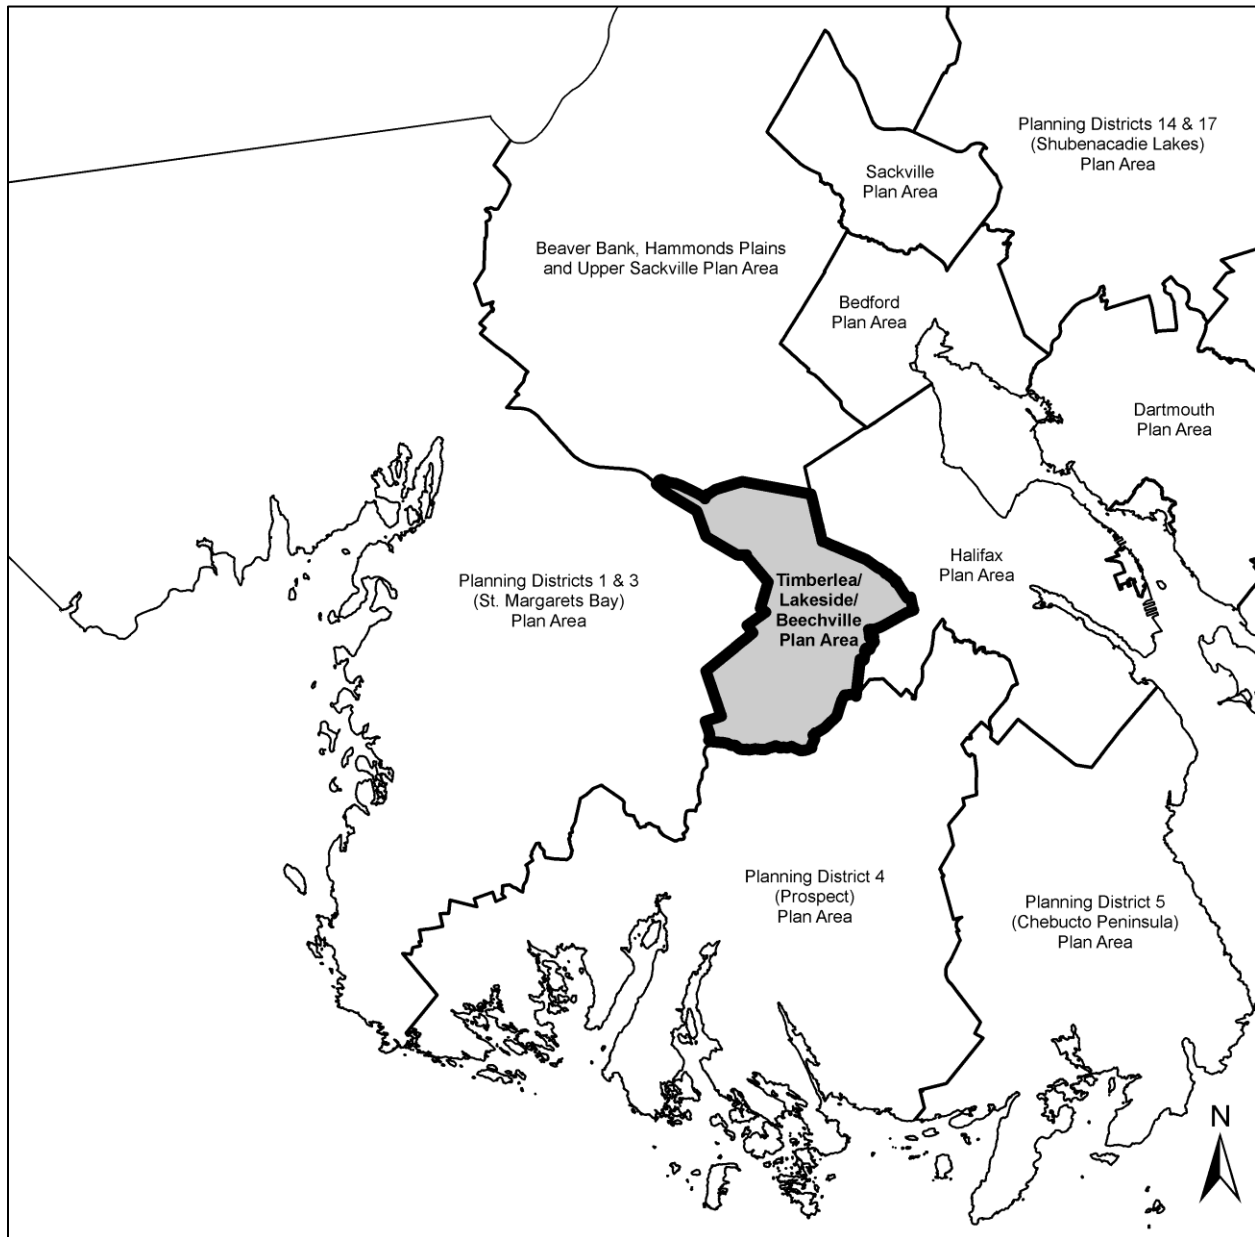 Planning Districts 14 & 17
(Shubenacadie Lakes)
Plan Area
Sackville
Plan Area
Beaver Bank, Hammonds Plains
and Upper Sackville Plan Area
Bedford
Plan Area
Dartmouth
Plan Area
Halifax
Plan Area
Planning Districts 1 & 3
(St. Margarets Bay)
Plan Area
Timberlea/
Lakeside/
Beechville
Plan Area
Planning District 4
(Prospect)
Plan Area
Planning District 5
(Chebucto Peninsula)
Plan Area
N